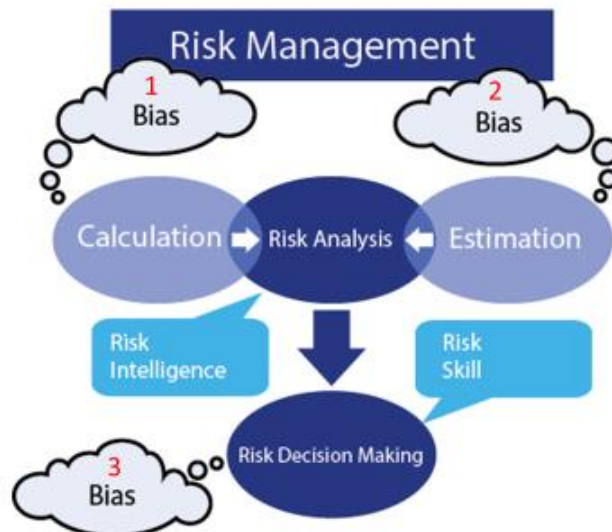 Risk Management
1
Bias
2
Bias
Calculation
Risk Analysis
Estimation
Risk
Intelligence
Risk
Skill
Risk Decision Making
3
Bias